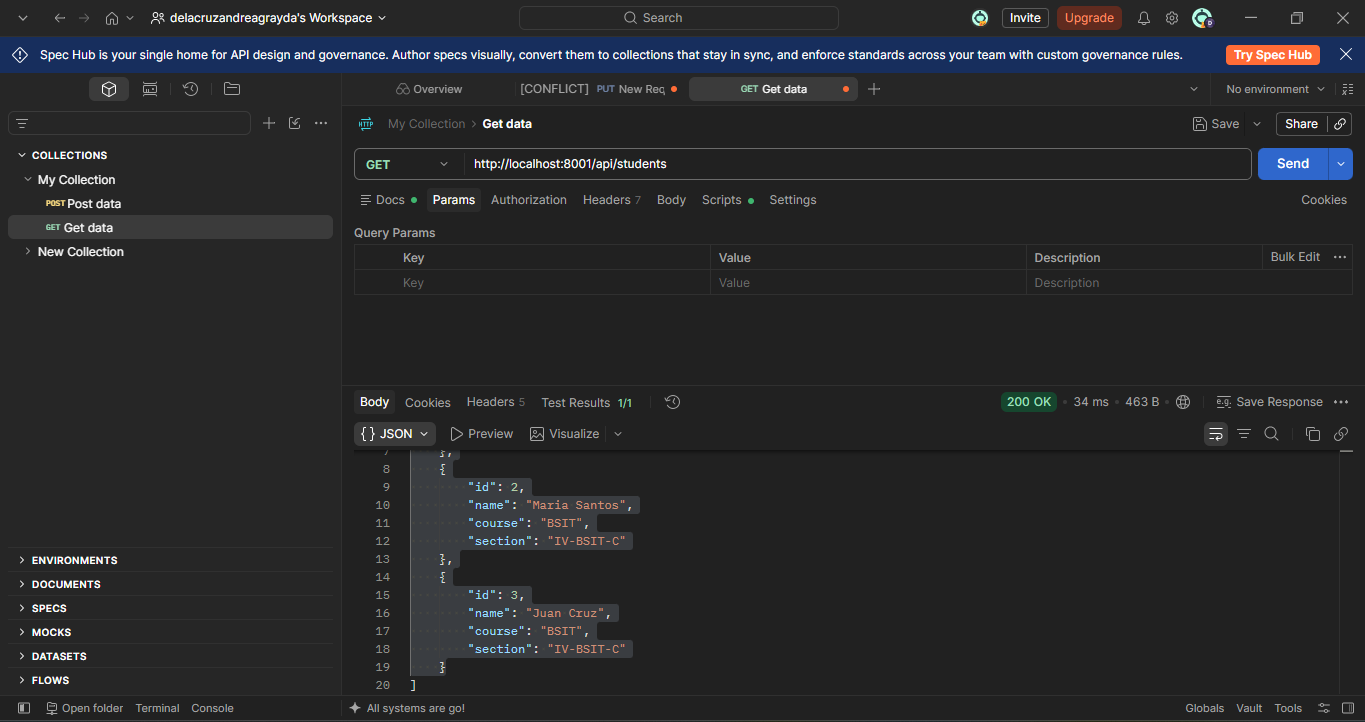 delacruzandreagrayda's Workspace
Search
Invite
Upgrade
Spec Hub is your single home for API design and governance. Author specs visually, convert them to collections that stay in sync, and enforce standards across your team with custom governance rules.
Try Spec Hub
Overview
[CONFLICT] PUT New Req
GET Get data
No environment
My Collection > Get data
Save
Share
COLLECTIONS
My Collection
POST Post data
GET Get data
New Collection
GET
http://localhost:8001/api/students
Send
Docs
Params
Authorization
Headers 7
Body
Scripts
Settings
Cookies
Query Params
Key Value Description Bulk Edit
Key Value Description
Body Cookies Headers 5 Test Results 1/1
200 OK 34 ms 463 B
e.g. Save Response
{} JSON Preview Visualize
7 },
8 {
9 "id": 2,
10 "name": "Maria Santos",
11 "course": "BSIT",
12 "section": "IV-BSIT-C"
13 },
14 {
15 "id": 3,
16 "name": "Juan Cruz",
17 "course": "BSIT",
18 "section": "IV-BSIT-C"
19 }
20 ]
ENVIRONMENTS
DOCUMENTS
SPECS
MOCKS
DATASETS
FLOWS
Open folder Terminal Console
All systems are go!
Globals Vault Tools